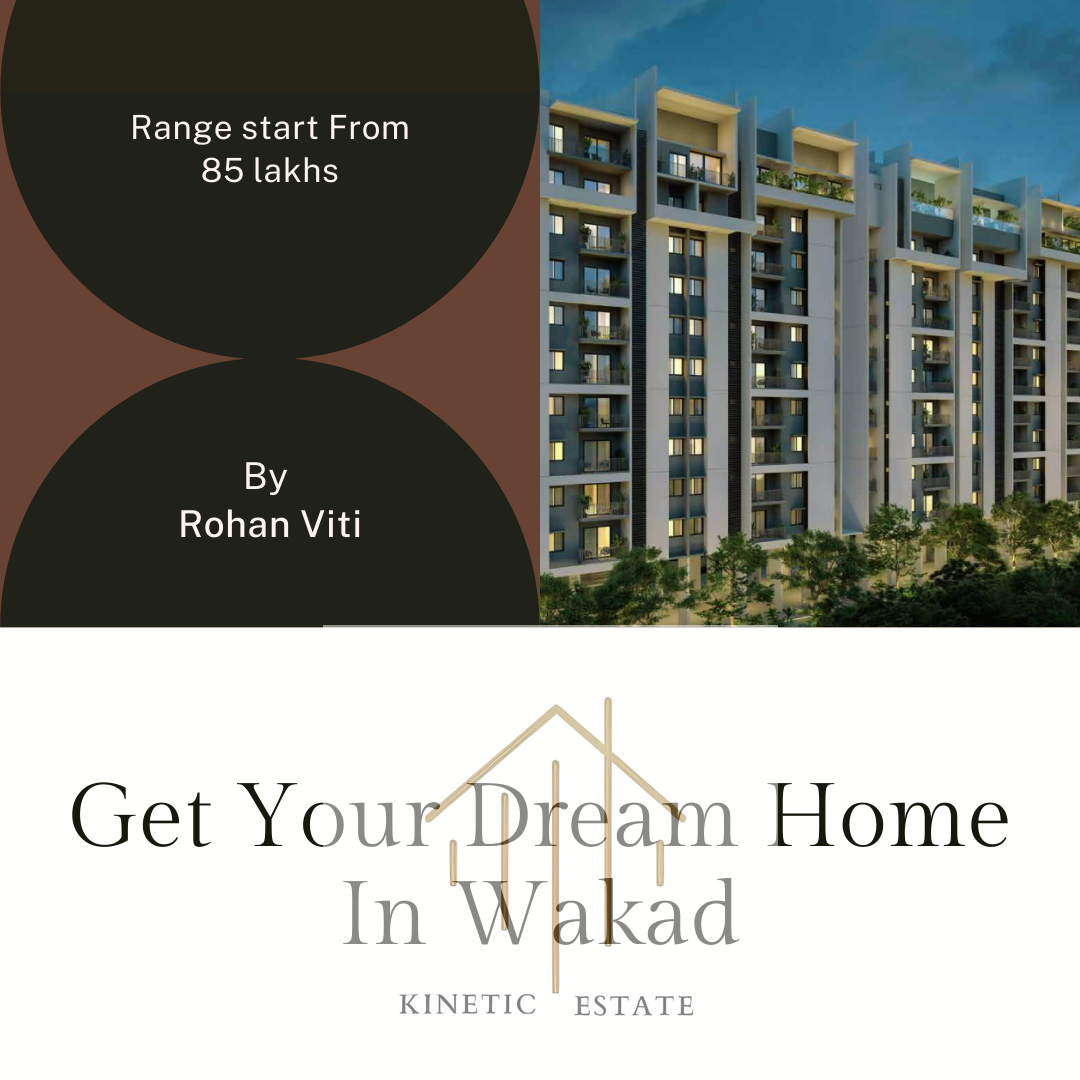 Range start From
85 lakhs
By
Rohan Viti
Get Your Dream Home
In Wakad
KINETIC ESTATE